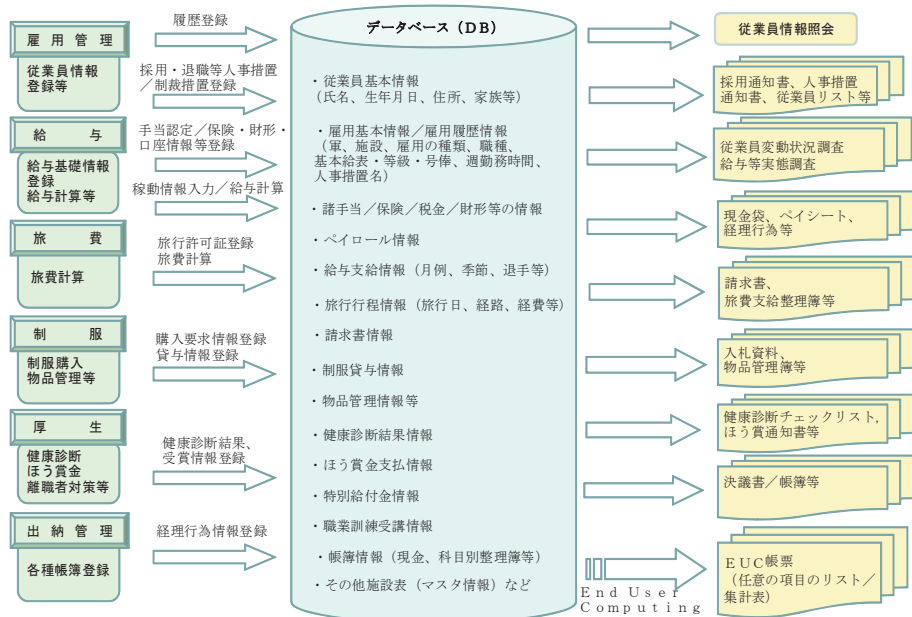 雇用管理
従業員情報
登録等
給与
給与基礎情報
登録
給与計算等
旅費
旅費計算
制服
制服購入
物品管理等
厚生
健康診断
ほう賞金
離職者対策等
出納管理
各種帳簿登録
履歴登録
採用・退職等人事措置
／制裁措置登録
手当認定／保険・財形・
口座情報等登録
稼動情報入力／給与計算
旅行許可証登録
旅費計算
購入要求情報登録
貸与情報登録
健康診断結果、
受賞情報登録
経理行為情報登録
データベース（ＤＢ）
・従業員基本情報
（氏名、生年月日、住所、家族等）
・雇用基本情報／雇用履歴情報
（軍、施設、雇用の種類、職種、
基本給表・等級・号俸、週勤務時間、
人事措置名）
・諸手当／保険／税金／財形等の情報
・ペイロール情報
・給与支給情報（月例、季節、退手等）
・旅行行程情報（旅行日、経路、経費等）
・請求書情報
・制服貸与情報
・物品管理情報等
・健康診断結果情報
・ほう賞金支払情報
・特別給付金情報
・職業訓練受講情報
・帳簿情報（現金、科目別整理簿等）
・その他施設表（マスタ情報）など
従業員情報照会
採用通知書、人事措置
通知書、従業員リスト等
従業員変動状況調査
給与等実態調査
現金袋、ペイシート、
経理行為等
請求書、
旅費支給整理簿等
入札資料、
物品管理簿等
健康診断チェックリスト，
ほう賞通知書等
決議書／帳簿等
ＥＵＣ帳票
（任意の項目のリスト／
集計表）
End User
Computing